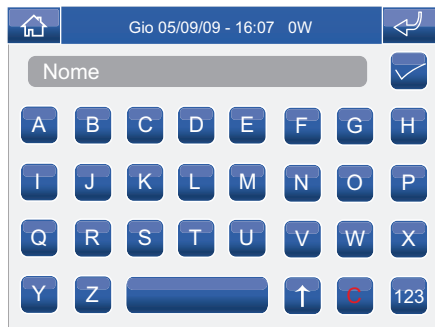 Gio 05/09/09 - 16:07 0W
Nome
A B C D E F G H
I J K L M N O P
Q R S T U V W X
Y Z ↑ C 123